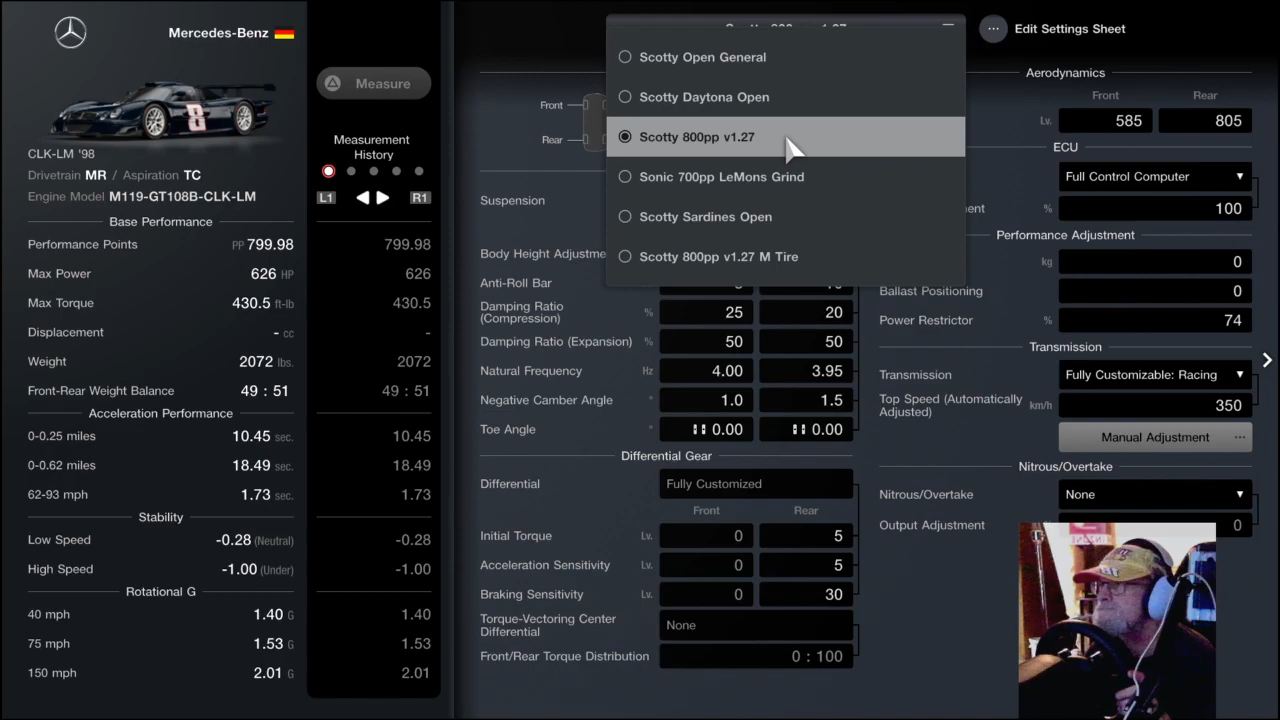 Mercedes-Benz
CLK-LM '98
Drivetrain MR / Aspiration TC
Engine Model M119-GT108B-CLK-LM
Base Performance
Performance Points PP 799.98
Max Power 626 HP
Max Torque 430.5 ft-lb
Displacement - cc
Weight 2072 lbs.
Front-Rear Weight Balance 49 : 51
Acceleration Performance
0-0.25 miles 10.45 sec.
0-0.62 miles 18.49 sec.
62-93 mph 1.73 sec.
Stability
Low Speed -0.28 (Neutral)
High Speed -1.00 (Under)
Rotational G
40 mph 1.40 G
75 mph 1.53 G
150 mph 2.01 G
Measure
Measurement
History
L1 R1
799.98
626
430.5
-
2072
49 : 51
10.45
18.49
1.73
-0.28
-1.00
1.40
1.53
2.01
Scotty Open General
Scotty Daytona Open
Scotty 800pp v1.27
Sonic 700pp LeMons Grind
Scotty Sardines Open
Scotty 800pp v1.27 M Tire
Edit Settings Sheet
Front
Rear
Suspension
Body Height Adjustme
Anti-Roll Bar
Damping Ratio
(Compression) % 25 20
Damping Ratio (Expansion) % 50 50
Natural Frequency Hz 4.00 3.95
Negative Camber Angle ° 1.0 1.5
Toe Angle ° 0.00 0.00
Differential Gear
Differential Fully Customized
Front Rear
Initial Torque Lv. 0 5
Acceleration Sensitivity Lv. 0 5
Braking Sensitivity Lv. 0 30
Torque-Vectoring Center
Differential None
Front/Rear Torque Distribution 0 : 100
Aerodynamics
Front Rear
Lv. 585 805
ECU
Full Control Computer
ment % 100
Performance Adjustment
kg 0
Ballast Positioning 0
Power Restrictor % 74
Transmission
Transmission Fully Customizable: Racing
Top Speed (Automatically
Adjusted) km/h 350
Manual Adjustment
Nitrous/Overtake
Nitrous/Overtake None
Output Adjustment 0